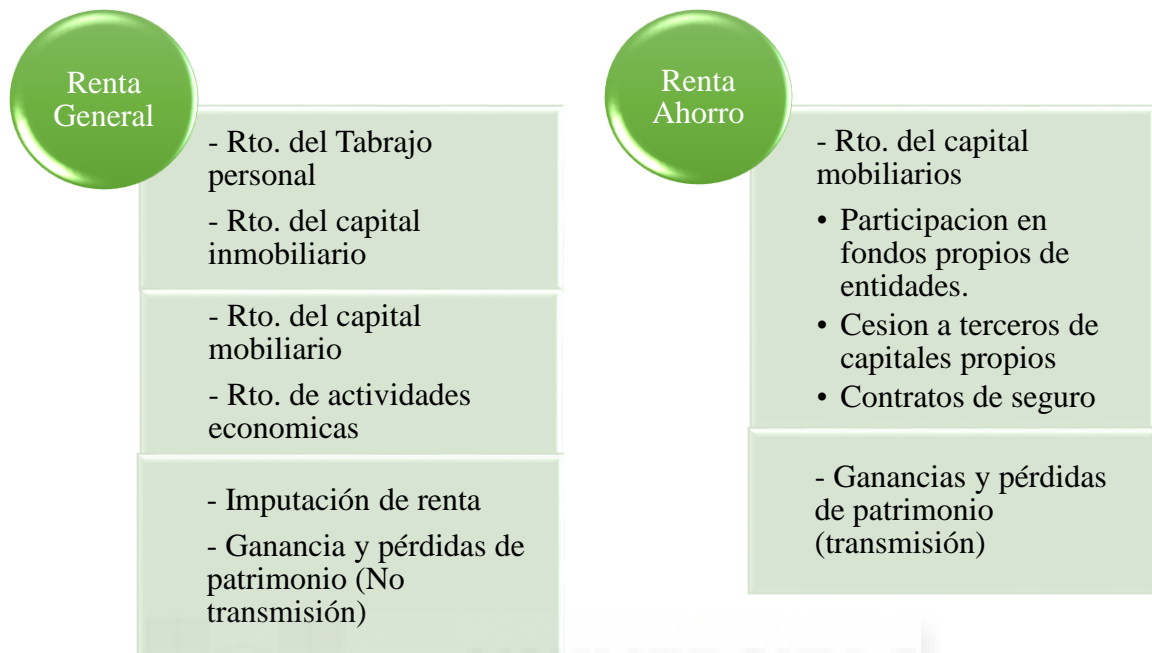 Renta
General
- Rto. del Tabrajo
personal
- Rto. del capital
inmobiliario
- Rto. del capital
mobiliario
- Rto. de actividades
economicas
- Imputación de renta
- Ganancia y pérdidas de
patrimonio (No
transmisión)
Renta
Ahorro
- Rto. del capital
mobiliarios
• Participacion en
fondos propios de
entidades.
• Cesion a terceros de
capitales propios
• Contratos de seguro
- Ganancias y pérdidas
de patrimonio
(transmisión)